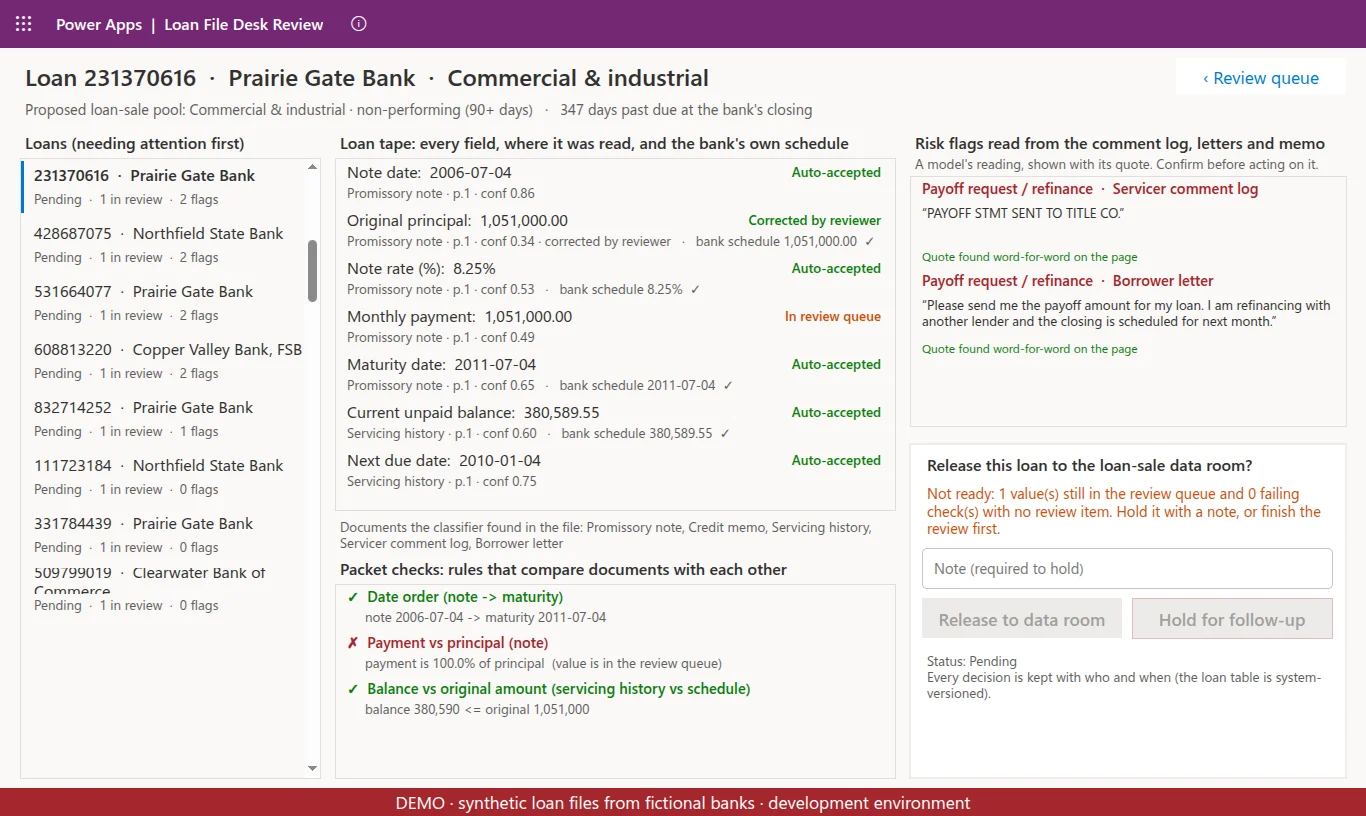 Power Apps | Loan File Desk Review
Loan 231370616 · Prairie Gate Bank · Commercial & industrial
‹ Review queue
Proposed loan-sale pool: Commercial & industrial · non-performing (90+ days) · 347 days past due at the bank's closing
Loans (needing attention first)
231370616 · Prairie Gate Bank
Pending · 1 in review · 2 flags
428687075 · Northfield State Bank
Pending · 1 in review · 2 flags
531664077 · Prairie Gate Bank
Pending · 1 in review · 2 flags
608813220 · Copper Valley Bank, FSB
Pending · 1 in review · 2 flags
832714252 · Prairie Gate Bank
Pending · 1 in review · 1 flags
111723184 · Northfield State Bank
Pending · 1 in review · 0 flags
331784439 · Prairie Gate Bank
Pending · 1 in review · 0 flags
509799019 · Clearwater Bank of
Commerce
Pending · 1 in review · 0 flags
Loan tape: every field, where it was read, and the bank's own schedule
Note date: 2006-07-04
Auto-accepted
Promissory note · p.1 · conf 0.86
Original principal: 1,051,000.00
Corrected by reviewer
Promissory note · p.1 · conf 0.34 · corrected by reviewer · bank schedule 1,051,000.00 ✓
Note rate (%): 8.25%
Auto-accepted
Promissory note · p.1 · conf 0.53 · bank schedule 8.25% ✓
Monthly payment: 1,051,000.00
In review queue
Promissory note · p.1 · conf 0.49
Maturity date: 2011-07-04
Auto-accepted
Promissory note · p.1 · conf 0.65 · bank schedule 2011-07-04 ✓
Current unpaid balance: 380,589.55
Auto-accepted
Servicing history · p.1 · conf 0.60 · bank schedule 380,589.55 ✓
Next due date: 2010-01-04
Auto-accepted
Servicing history · p.1 · conf 0.75
Documents the classifier found in the file: Promissory note, Credit memo, Servicing history,
Servicer comment log, Borrower letter
Packet checks: rules that compare documents with each other
✓ Date order (note -> maturity)
note 2006-07-04 -> maturity 2011-07-04
✗ Payment vs principal (note)
payment is 100.0% of principal (value is in the review queue)
✓ Balance vs original amount (servicing history vs schedule)
balance 380,590 <= original 1,051,000
Risk flags read from the comment log, letters and memo
A model's reading, shown with its quote. Confirm before acting on it.
Payoff request / refinance · Servicer comment log
“PAYOFF STMT SENT TO TITLE CO.”
Quote found word-for-word on the page
Payoff request / refinance · Borrower letter
“Please send me the payoff amount for my loan. I am refinancing with
another lender and the closing is scheduled for next month.”
Quote found word-for-word on the page
Release this loan to the loan-sale data room?
Not ready: 1 value(s) still in the review queue and 0 failing
check(s) with no review item. Hold it with a note, or finish the
review first.
Note (required to hold)
Release to data room
Hold for follow-up
Status: Pending
Every decision is kept with who and when (the loan table is system-
versioned).
DEMO · synthetic loan files from fictional banks · development environment